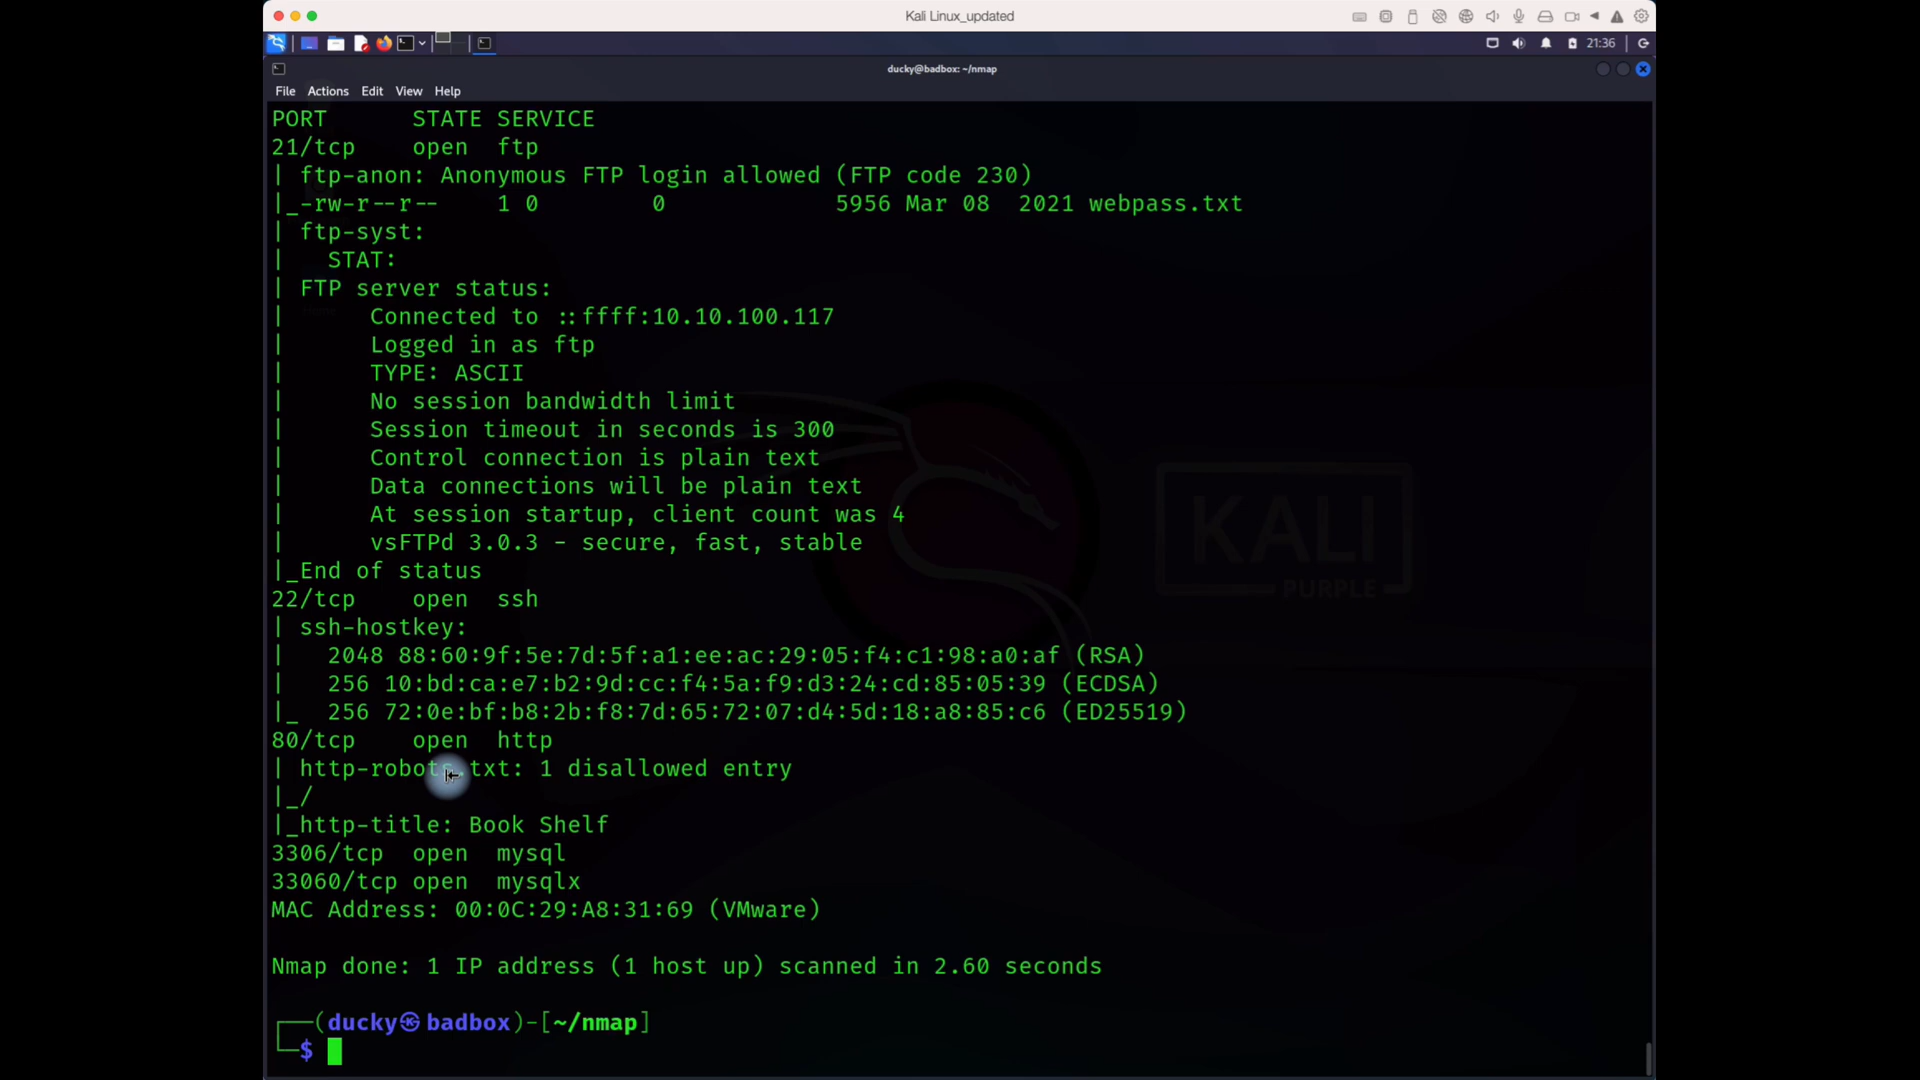 Kali Linux_updated
21:36
ducky@badbox: ~/nmap
File Actions Edit View Help
PORT      STATE SERVICE
21/tcp    open  ftp
| ftp-anon: Anonymous FTP login allowed (FTP code 230)
|_-rw-r--r--    1 0        0            5956 Mar 08  2021 webpass.txt
| ftp-syst:
|   STAT:
| FTP server status:
|      Connected to ::ffff:10.10.100.117
|      Logged in as ftp
|      TYPE: ASCII
|      No session bandwidth limit
|      Session timeout in seconds is 300
|      Control connection is plain text
|      Data connections will be plain text
|      At session startup, client count was 4
|      vsFTPd 3.0.3 - secure, fast, stable
|_End of status
22/tcp    open  ssh
| ssh-hostkey:
|   2048 88:60:9f:5e:7d:5f:a1:ee:ac:29:05:f4:c1:98:a0:af (RSA)
|   256 10:bd:ca:e7:b2:9d:cc:f4:5a:f9:d3:24:cd:85:05:39 (ECDSA)
|_  256 72:0e:bf:b8:2b:f8:7d:65:72:07:d4:5d:18:a8:85:c6 (ED25519)
80/tcp    open  http
| http-robots.txt: 1 disallowed entry
|_/
|_http-title: Book Shelf
3306/tcp  open  mysql
33060/tcp open  mysqlx
MAC Address: 00:0C:29:A8:31:69 (VMware)
Nmap done: 1 IP address (1 host up) scanned in 2.60 seconds
┌──(ducky㉿badbox)-[~/nmap]
└─$
KALI
PURPLE